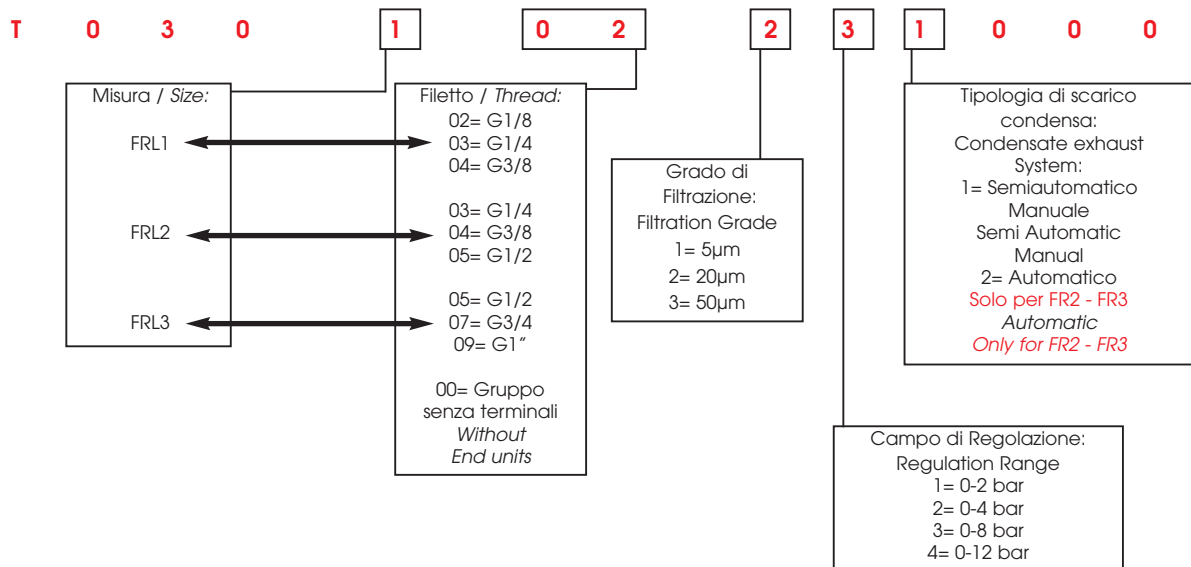 T 0 3 0 1 0 2 2 3 1 0 0 0
Misura / Size:
FRL1
FRL2
FRL3
Filetto / Thread:
02= G1/8
03= G1/4
04= G3/8
03= G1/4
04= G3/8
05= G1/2
05= G1/2
07= G3/4
09= G1″
00= Gruppo
senza terminali
Without
End units
Grado di
Filtrazione:
Filtration Grade
1= 5µm
2= 20µm
3= 50µm
Tipologia di scarico
condensa:
Condensate exhaust
System:
1= Semiautomatico
Manuale
Semi Automatic
Manual
2= Automatico
Solo per FR2 - FR3
Automatic
Only for FR2 - FR3
Campo di Regolazione:
Regulation Range
1= 0-2 bar
2= 0-4 bar
3= 0-8 bar
4= 0-12 bar